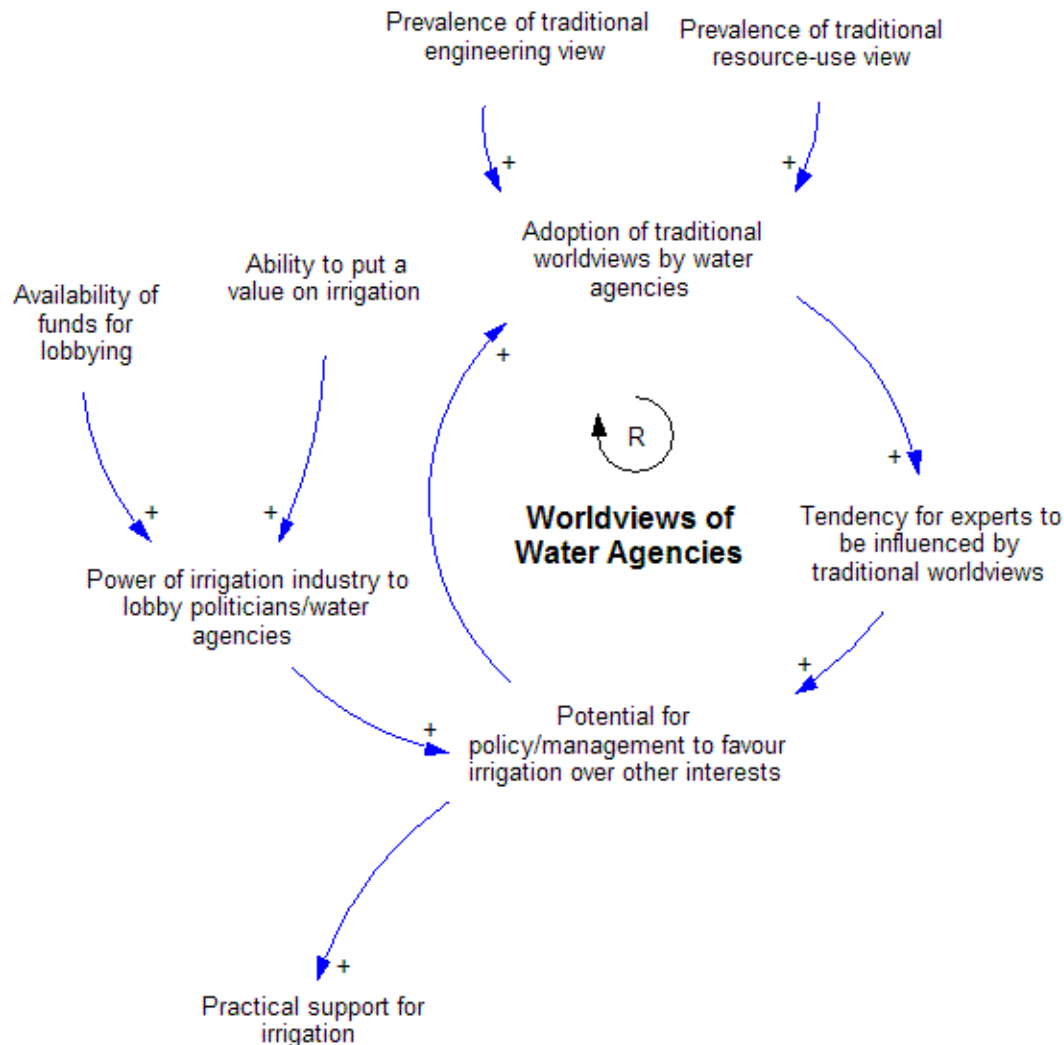 Prevalence of traditional
engineering view
Prevalence of traditional
resource-use view
+
+
Adoption of traditional
worldviews by water
agencies
Ability to put a
value on irrigation
Availability of
funds for
lobbying
+
R
+
Worldviews of
Water Agencies
Tendency for experts to
be influenced by
traditional worldviews
+
+
Power of irrigation industry to
lobby politicians/water
agencies
+
+
Potential for
policy/management to favour
irrigation over other interests
+
Practical support for
irrigation